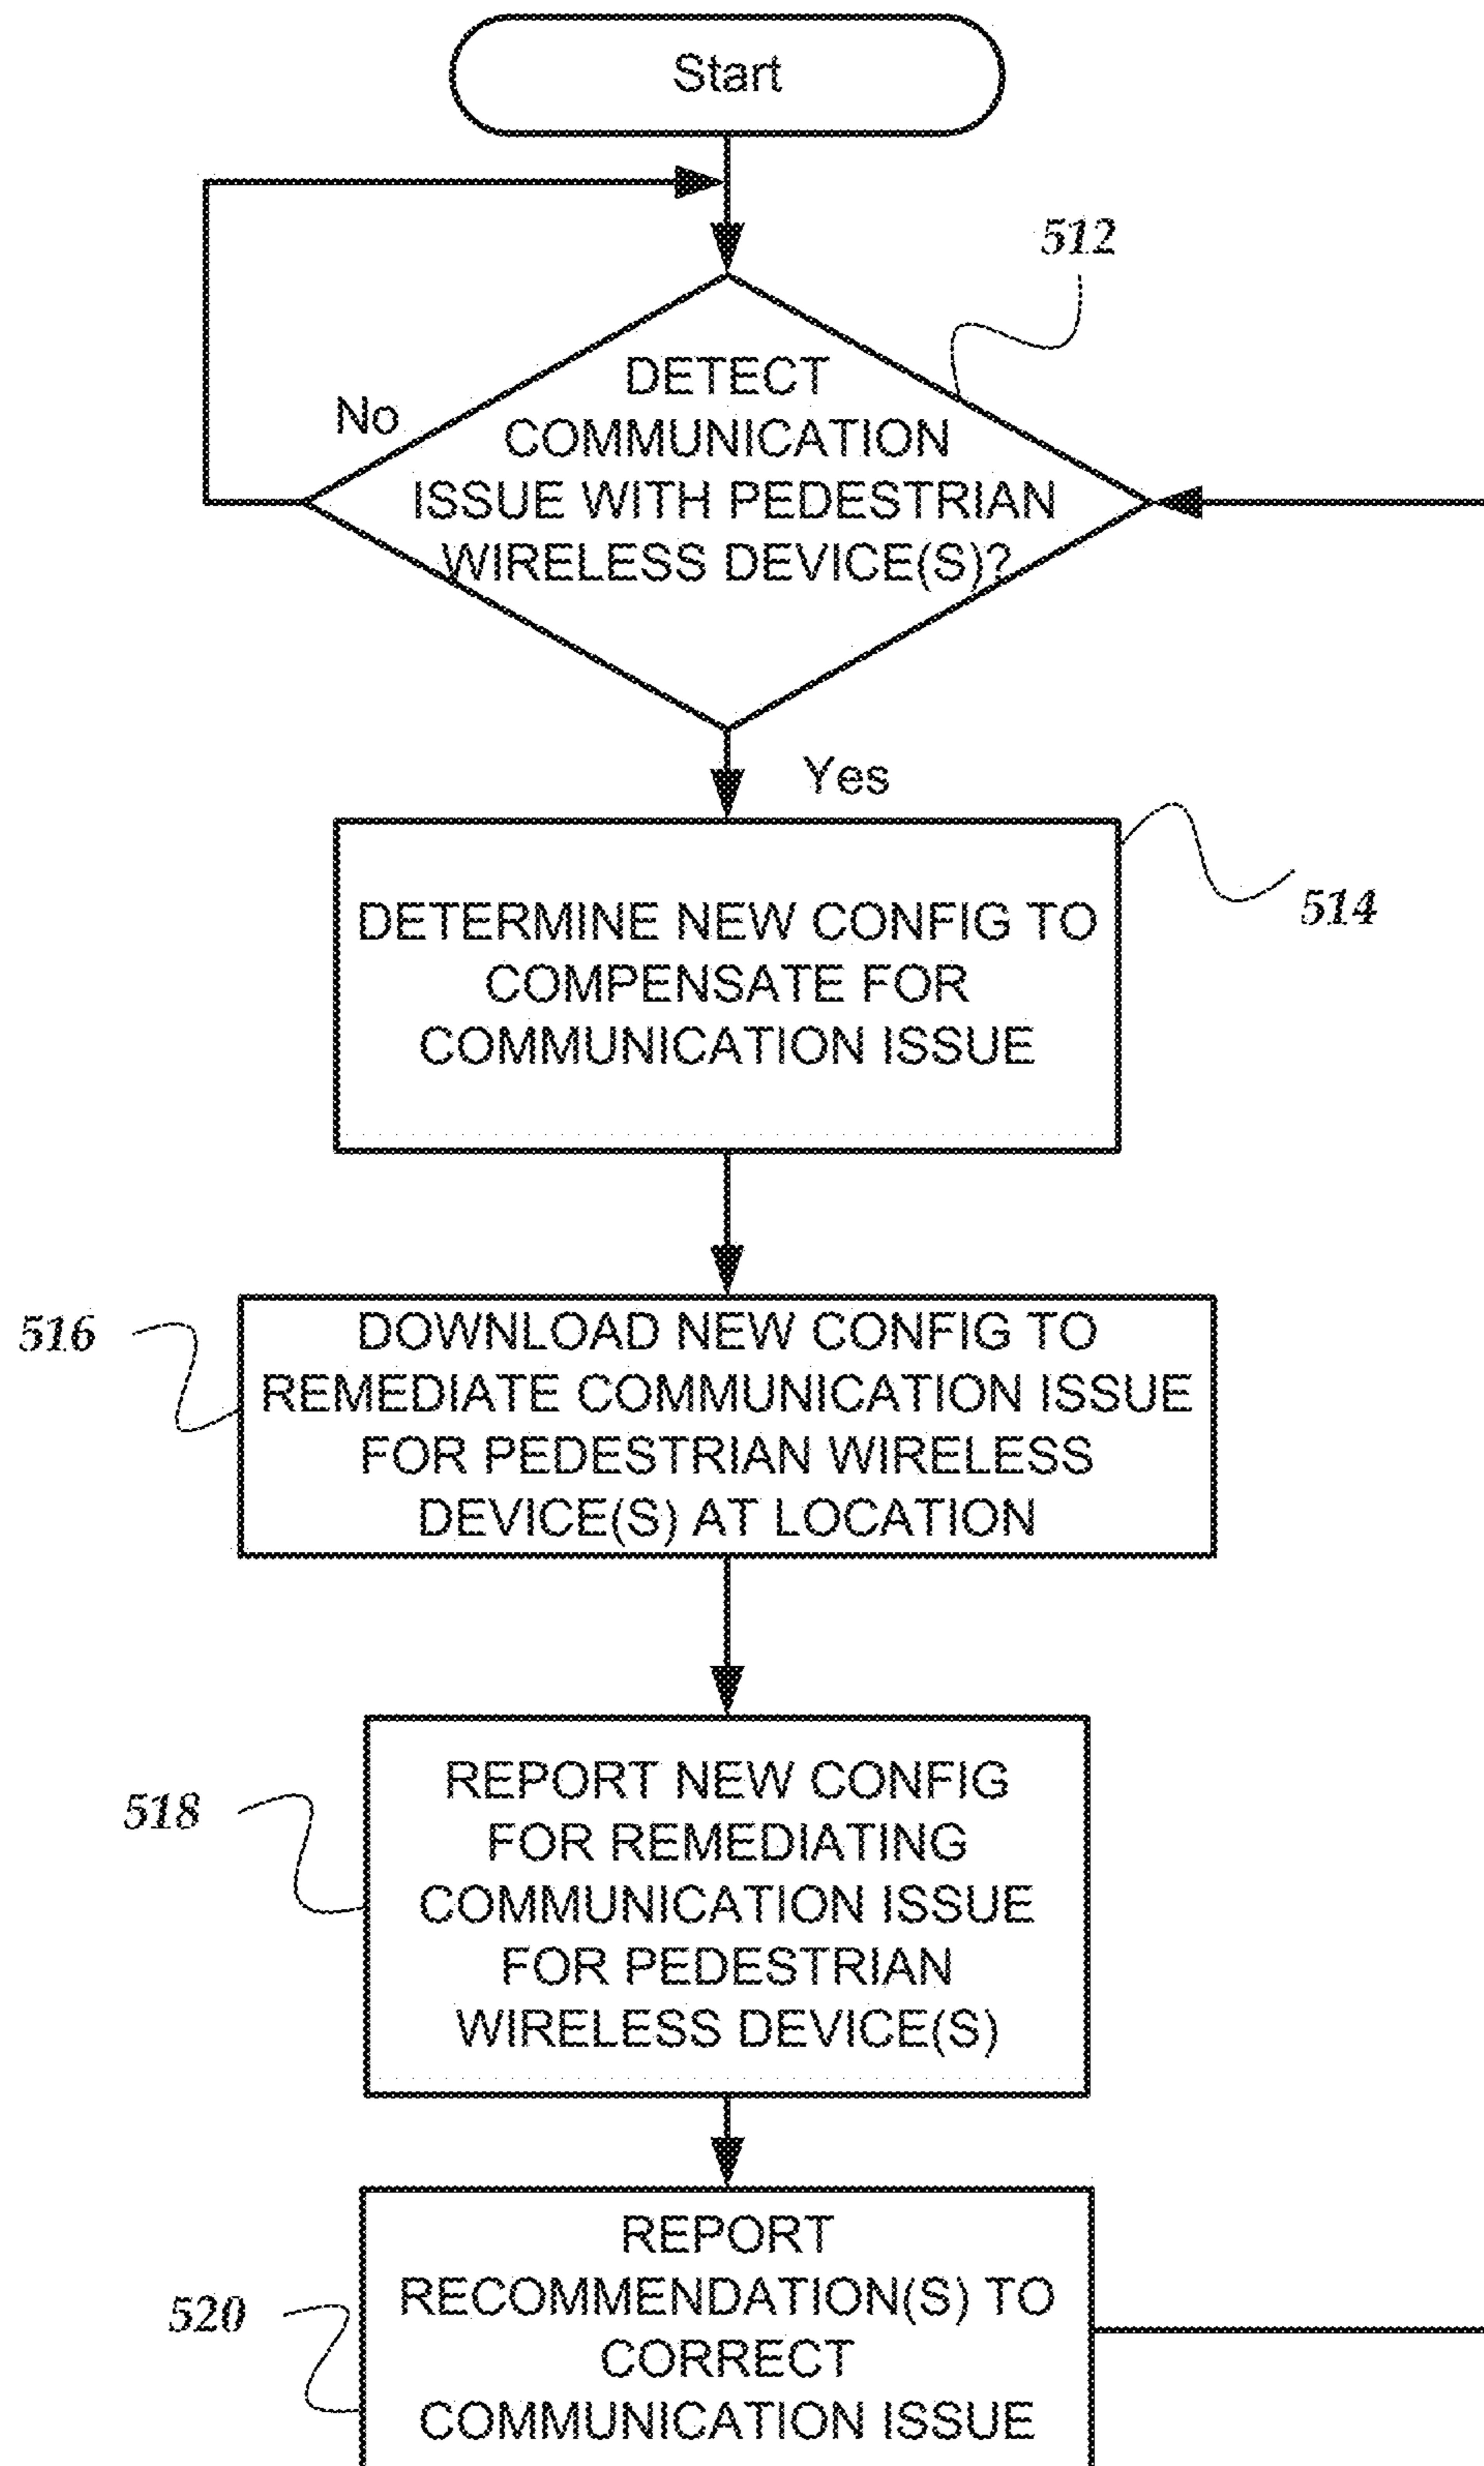 Start
512
No
DETECT
COMMUNICATION
ISSUE WITH PEDESTRIAN
WIRELESS DEVICE(S)?
Yes
514
DETERMINE NEW CONFIG TO
COMPENSATE FOR
COMMUNICATION ISSUE
516
DOWNLOAD NEW CONFIG TO
REMEDIATE COMMUNICATION ISSUE
FOR PEDESTRIAN WIRELESS
DEVICE(S) AT LOCATION
518
REPORT NEW CONFIG
FOR REMEDIATING
COMMUNICATION ISSUE
FOR PEDESTRIAN
WIRELESS DEVICE(S)
520
REPORT
RECOMMENDATION(S) TO
CORRECT
COMMUNICATION ISSUE